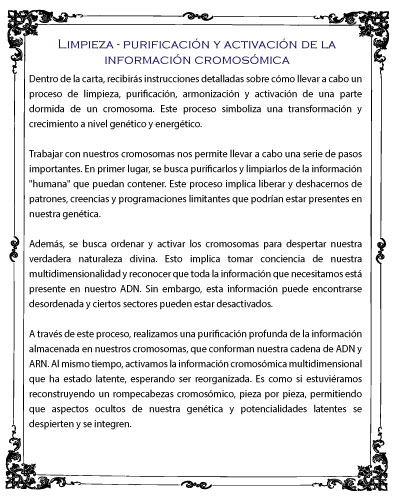 Limpieza - purificación y activación de la
información cromosómica
Dentro de la carta, recibirás instrucciones detalladas sobre cómo llevar a cabo un
proceso de limpieza, purificación, armonización y activación de una parte
dormida de un cromosoma. Este proceso simboliza una transformación y
crecimiento a nivel genético y energético.
Trabajar con nuestros cromosomas nos permite llevar a cabo una serie de pasos
importantes. En primer lugar, se busca purificarlos y limpiarlos de la información
"humana" que puedan contener. Este proceso implica liberar y deshacernos de
patrones, creencias y programaciones limitantes que podrían estar presentes en
nuestra genética.
Además, se busca ordenar y activar los cromosomas para despertar nuestra
verdadera naturaleza divina. Esto implica tomar conciencia de nuestra
multidimensionalidad y reconocer que toda la información que necesitamos está
presente en nuestro ADN. Sin embargo, esta información puede encontrarse
desordenada y ciertos sectores pueden estar desactivados.
A través de este proceso, realizamos una purificación profunda de la información
almacenada en nuestros cromosomas, que conforman nuestra cadena de ADN y
ARN. Al mismo tiempo, activamos la información cromosómica multidimensional
que ha estado latente, esperando ser reorganizada. Es como si estuviéramos
reconstruyendo un rompecabezas cromosómico, pieza por pieza, permitiendo
que aspectos ocultos de nuestra genética y potencialidades latentes se
despierten y se integren.